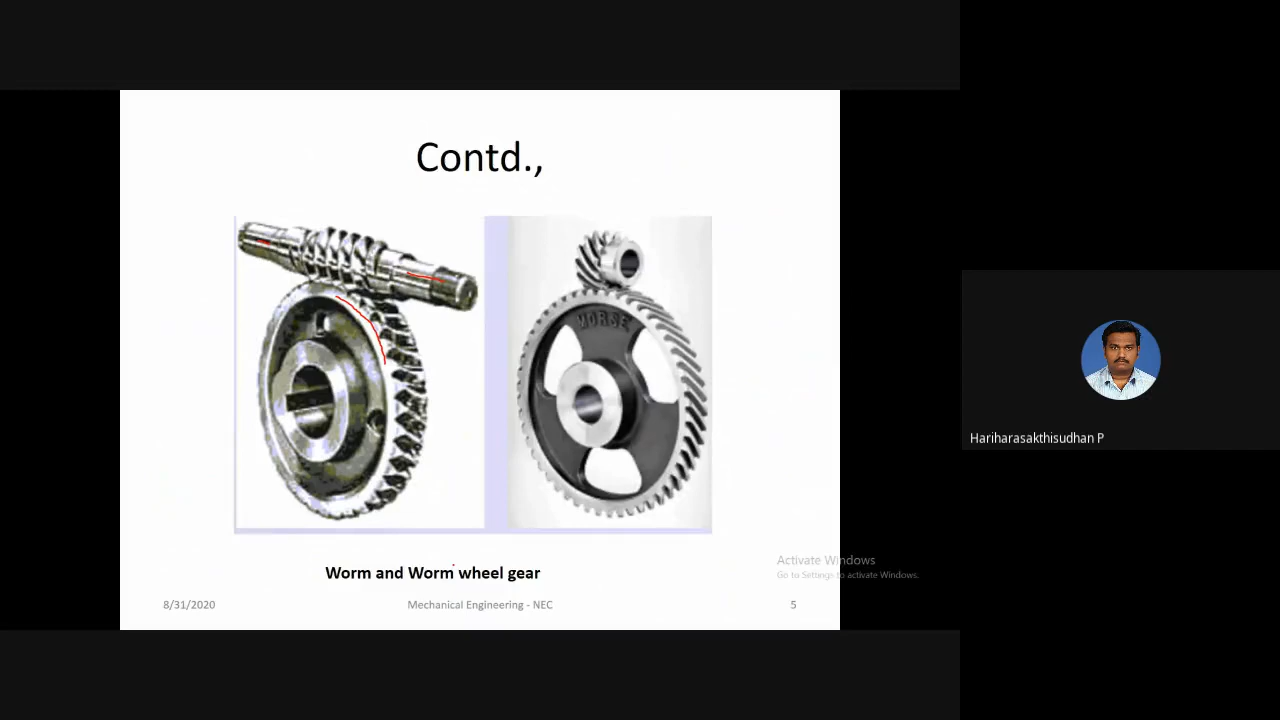 Contd.,
MORSE
Worm and Worm wheel gear
8/31/2020
Mechanical Engineering - NEC
5
Activate Windows
Go to Settings to activate Windows.
Hariharasakthisudhan P